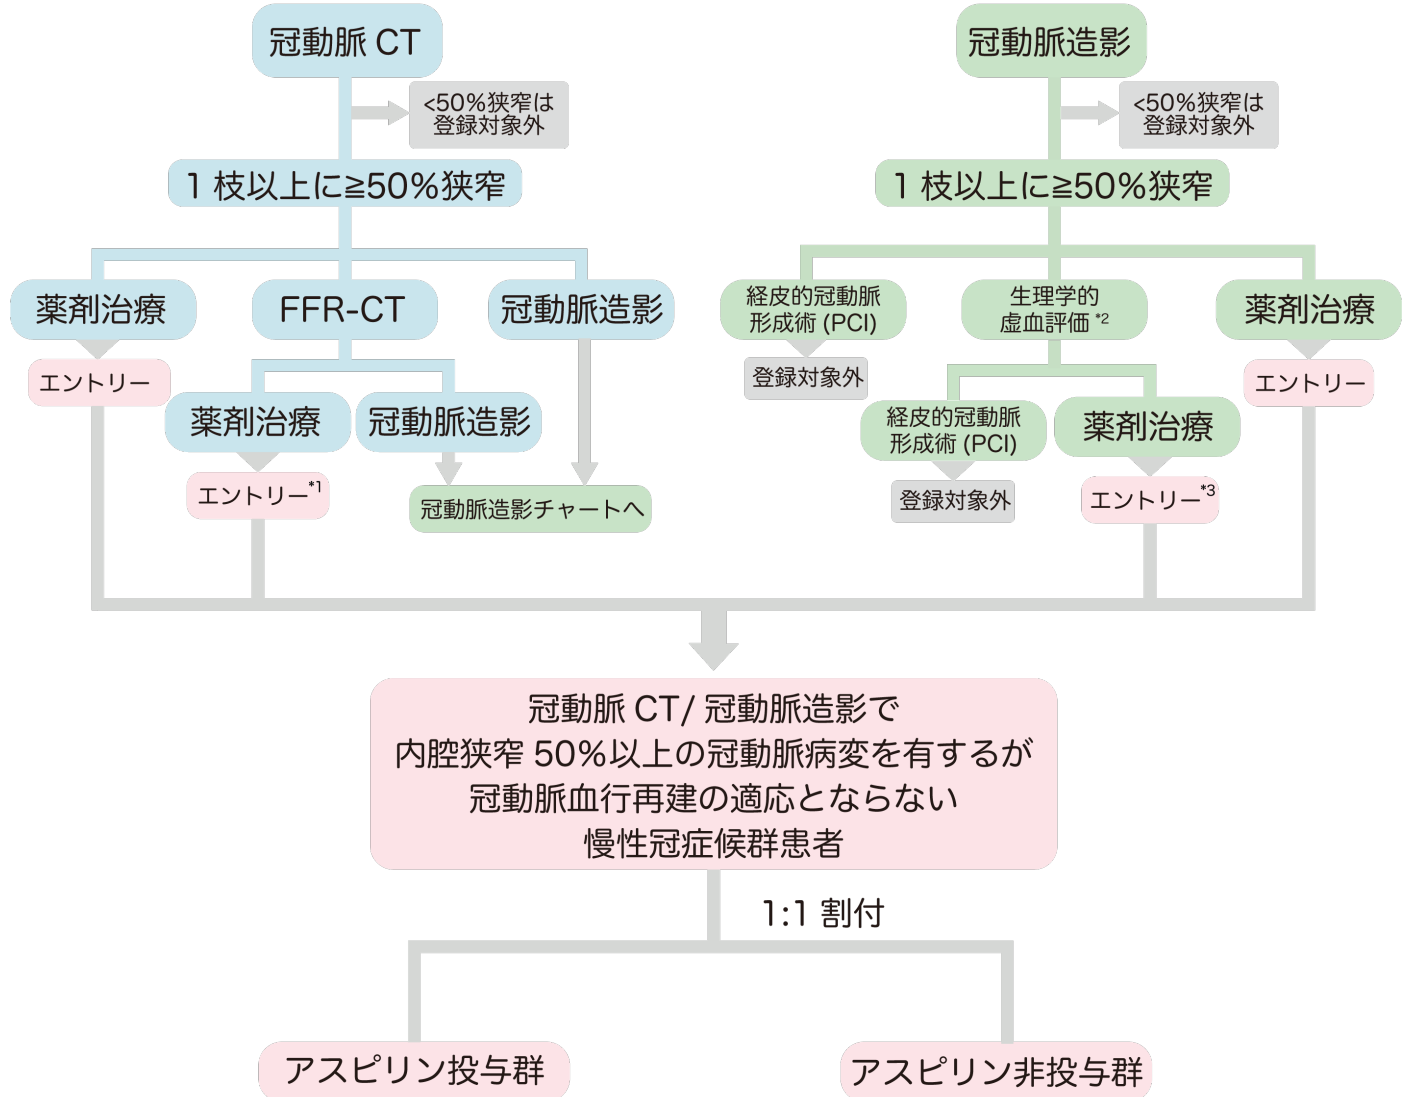 冠動脈 CT
<50%狭窄は
登録対象外
1 枝以上に≧50%狭窄
薬剤治療
FFR-CT
冠動脈造影
エントリー
薬剤治療
冠動脈造影
エントリー*1
冠動脈造影チャートへ
冠動脈造影
<50%狭窄は
登録対象外
1 枝以上に≧50%狭窄
経皮的冠動脈
形成術 (PCI)
生理学的
虚血評価 *2
薬剤治療
登録対象外
エントリー
経皮的冠動脈
形成術 (PCI)
薬剤治療
登録対象外
エントリー*3
冠動脈 CT/ 冠動脈造影で
内腔狭窄 50%以上の冠動脈病変を有するが
冠動脈血行再建の適応とならない
慢性冠症候群患者
1:1 割付
アスピリン投与群
アスピリン非投与群